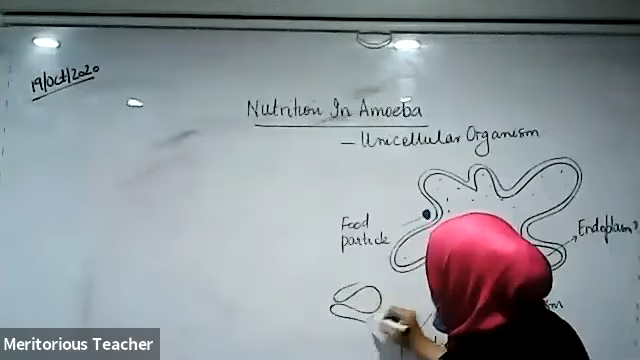 19/Oct/2020
Nutrition In Amoeba
– Unicellular Organism
Food particle
Endoplasm
Meritorious Teacher